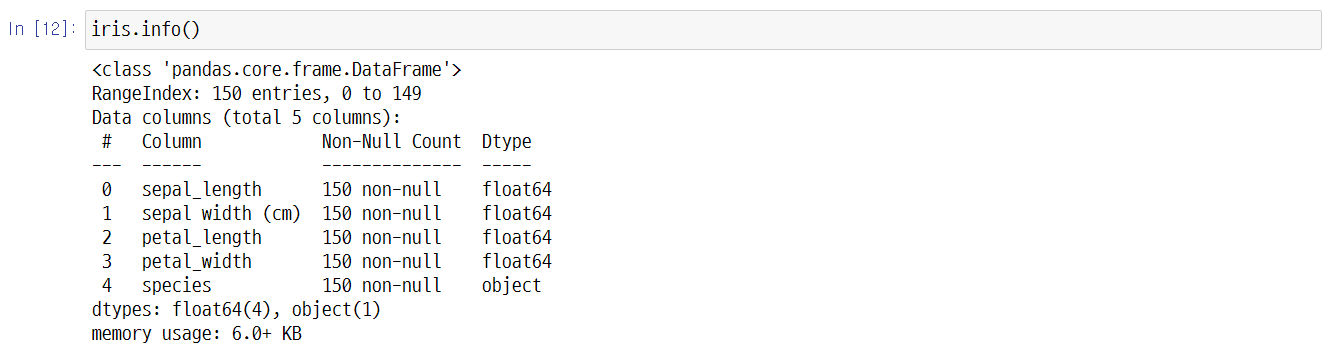 In [12]: iris.info()
<class 'pandas.core.frame.DataFrame'>
RangeIndex: 150 entries, 0 to 149
Data columns (total 5 columns):
 #   Column             Non-Null Count  Dtype
---  ------             --------------  -----
 0   sepal_length       150 non-null    float64
 1   sepal width (cm)   150 non-null    float64
 2   petal_length       150 non-null    float64
 3   petal_width        150 non-null    float64
 4   species            150 non-null    object
dtypes: float64(4), object(1)
memory usage: 6.0+ KB